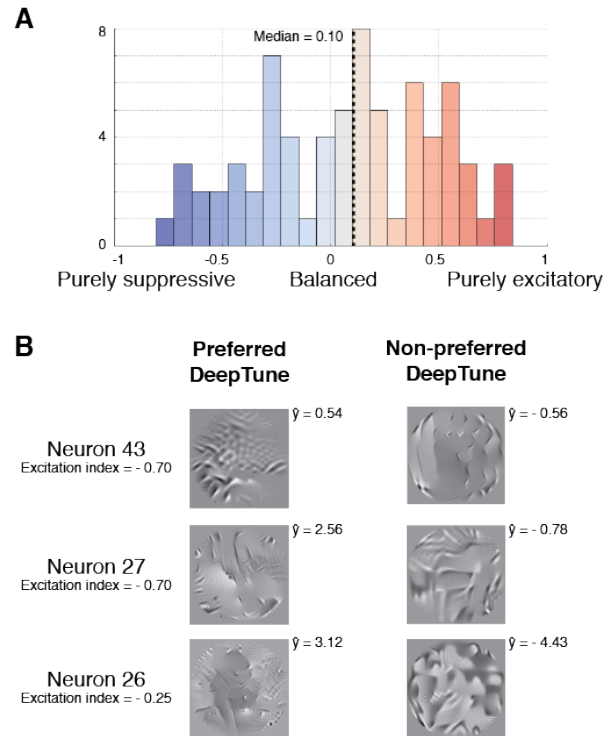 A
8
Median = 0.10
4
0
-1
-0.5
0
0.5
1
Purely suppressive
Balanced
Purely excitatory
B
Preferred
DeepTune
Non-preferred
DeepTune
Neuron 43
Excitation index = - 0.70
ŷ = 0.54
ŷ = - 0.56
Neuron 27
Excitation index = - 0.70
ŷ = 2.56
ŷ = - 0.78
Neuron 26
Excitation index = - 0.25
ŷ = 3.12
ŷ = - 4.43